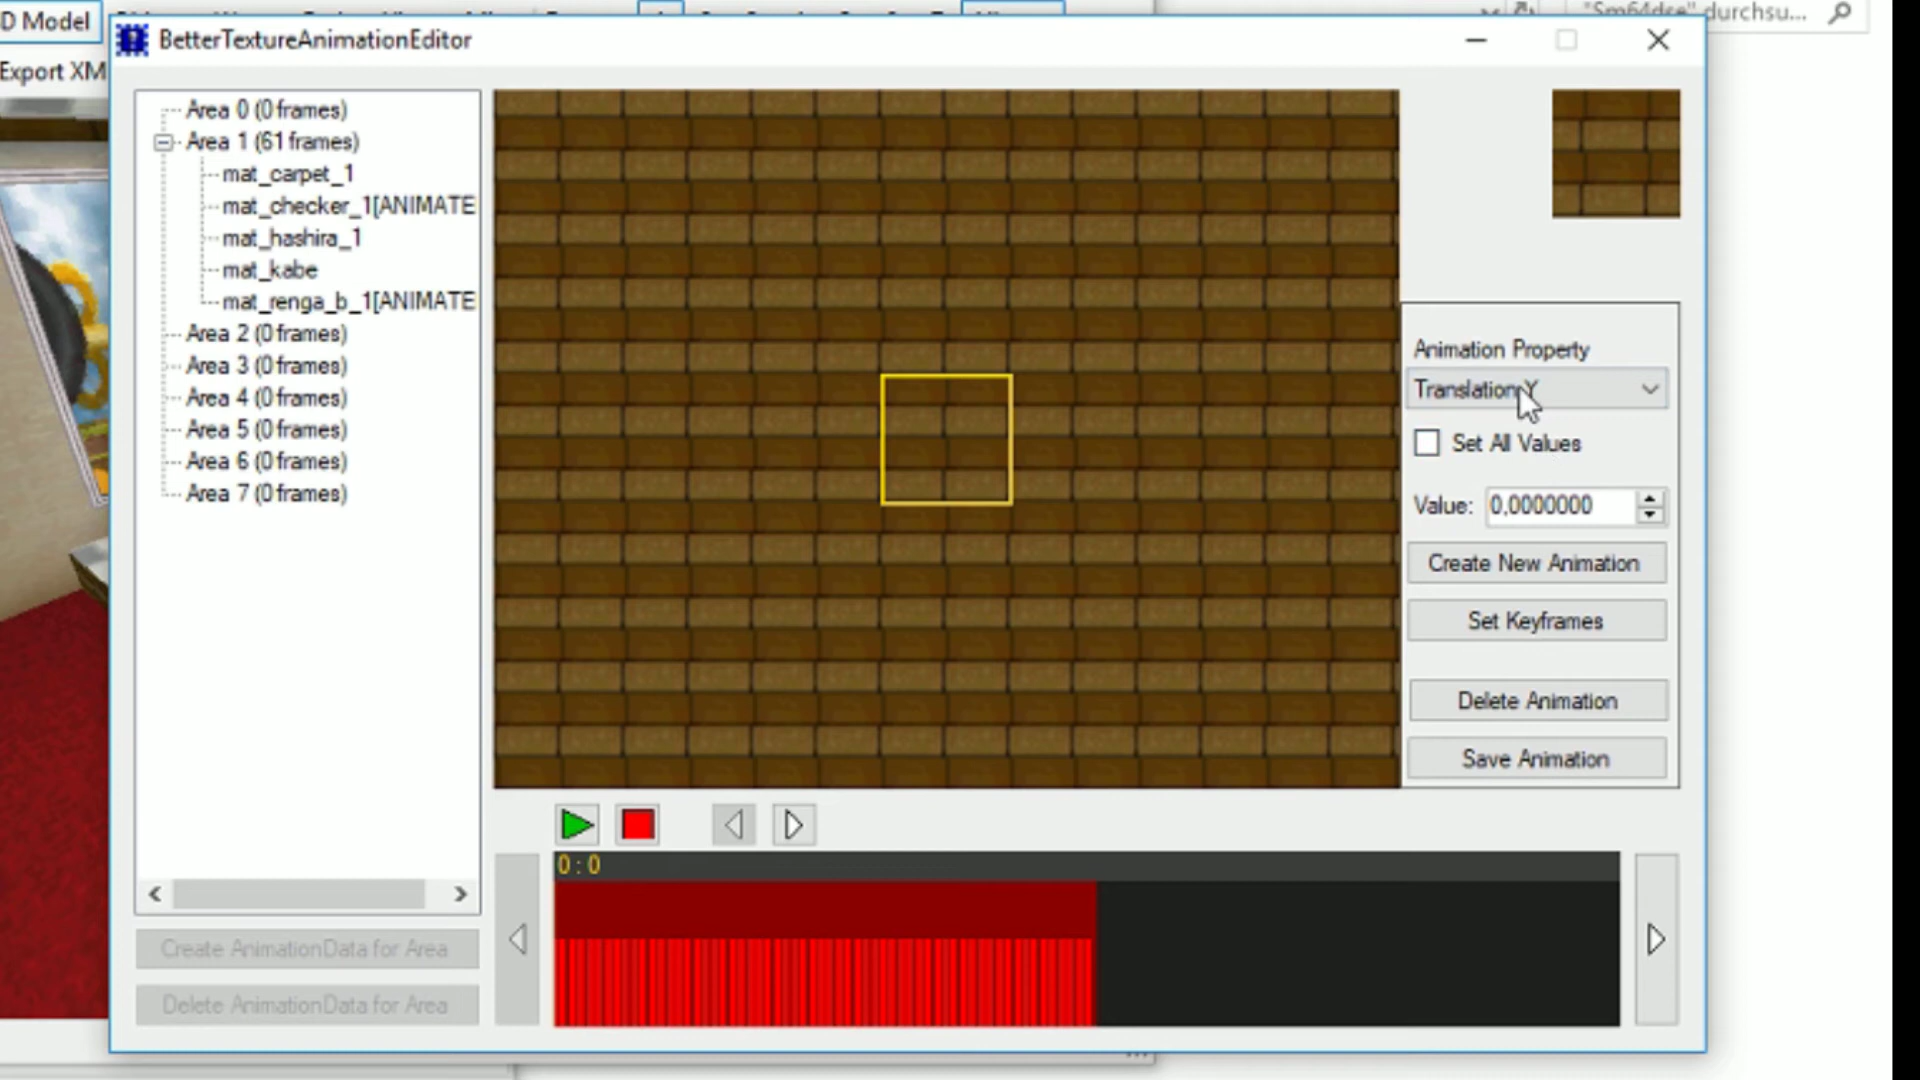 D Model
"Sm64dse" durchsu...
BetterTextureAnimationEditor
Export XM
Area 0 (0 frames)
Area 1 (61 frames)
mat_carpet_1
mat_checker_1[ANIMATE
mat_hashira_1
mat_kabe
mat_renga_b_1[ANIMATE
Area 2 (0 frames)
Area 3 (0 frames)
Area 4 (0 frames)
Area 5 (0 frames)
Area 6 (0 frames)
Area 7 (0 frames)
Create AnimationData for Area
Delete AnimationData for Area
Animation Property
Translation Y
Set All Values
Value: 0,0000000
Create New Animation
Set Keyframes
Delete Animation
Save Animation
0 : 0